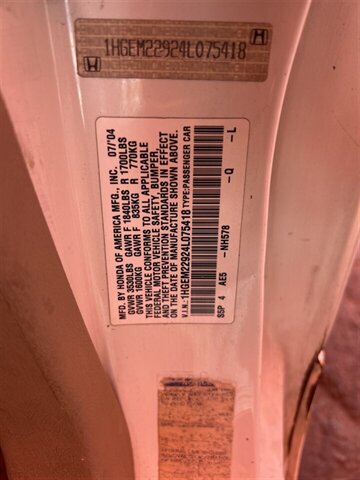 1HGEM22924L075418
MFD. BY HONDA OF AMERICA MFG., INC. 07/'04
GVWR 3530LBS GAWR F 1840LBS R 1700LBS
GVWR 1600KG GAWR F 835KG R 770KG
THIS VEHICLE CONFORMS TO ALL APPLICABLE
FEDERAL MOTOR VEHICLE SAFETY, BUMPER,
AND THEFT PREVENTION STANDARDS IN EFFECT
ON THE DATE OF MANUFACTURE SHOWN ABOVE.
V.I.N.:1HGEM22924L075418 TYPE:PASSENGER CAR
S5P 4 AE5 -NH578 -Q -L